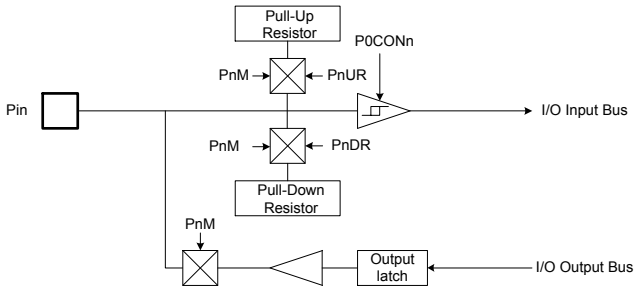 Pull-Up
Resistor
P0CONn
PnM
PnUR
Pin
I/O Input Bus
PnM
PnDR
Pull-Down
Resistor
PnM
Output
latch
I/O Output Bus